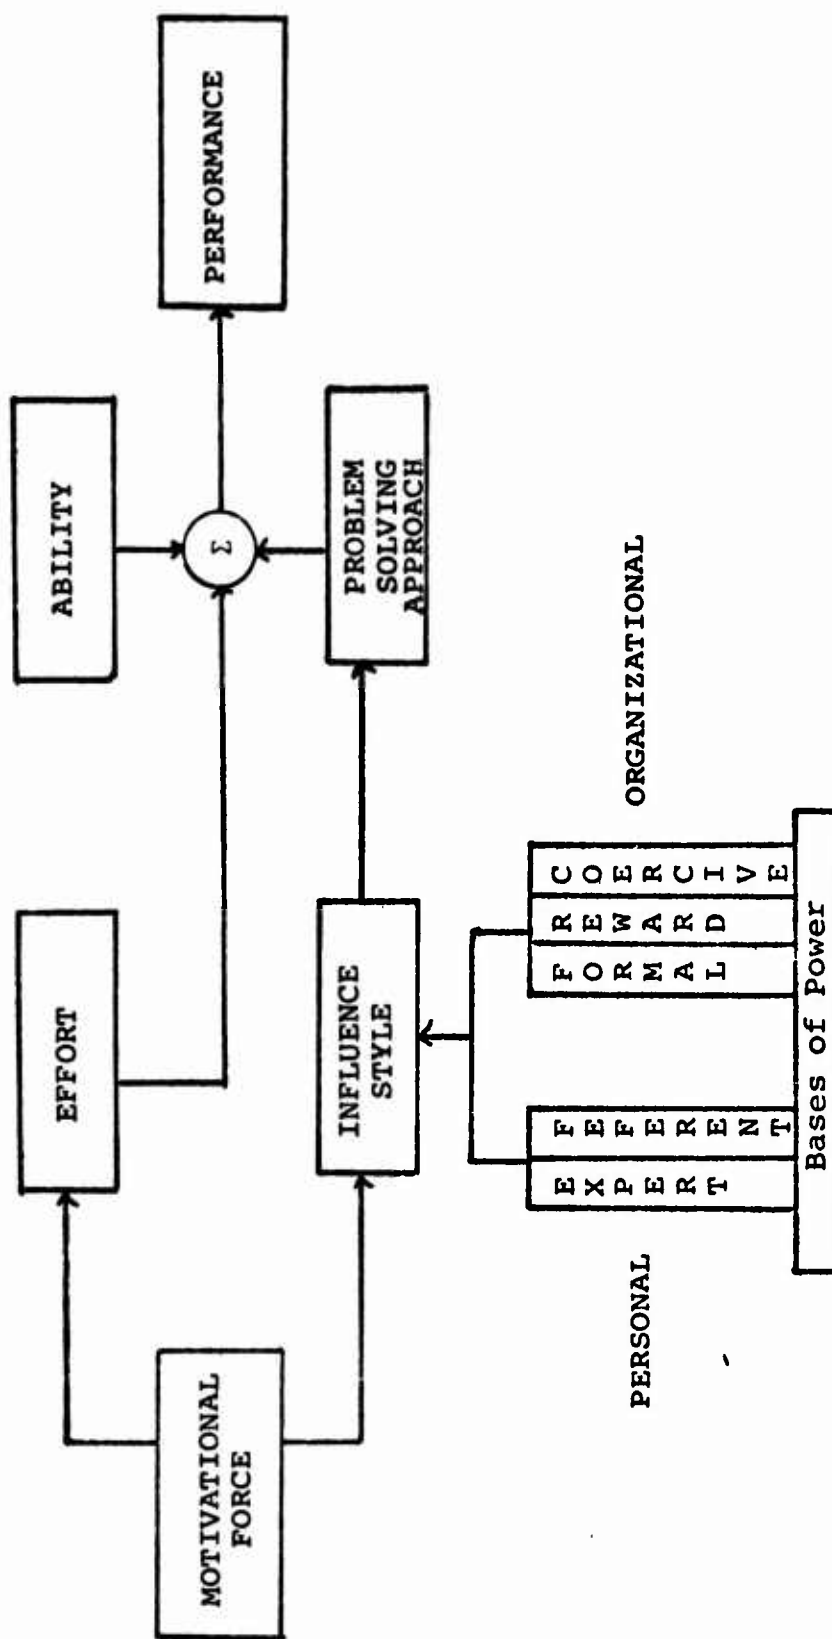 ABILITY
EFFORT
MOTIVATIONAL
FORCE
Σ
PERFORMANCE
INFLUENCE
STYLE
PROBLEM
SOLVING
APPROACH
PERSONAL
ORGANIZATIONAL
EXPERT
FEFERENT
FORMAL
REWARD
COERCIVE
Bases of Power